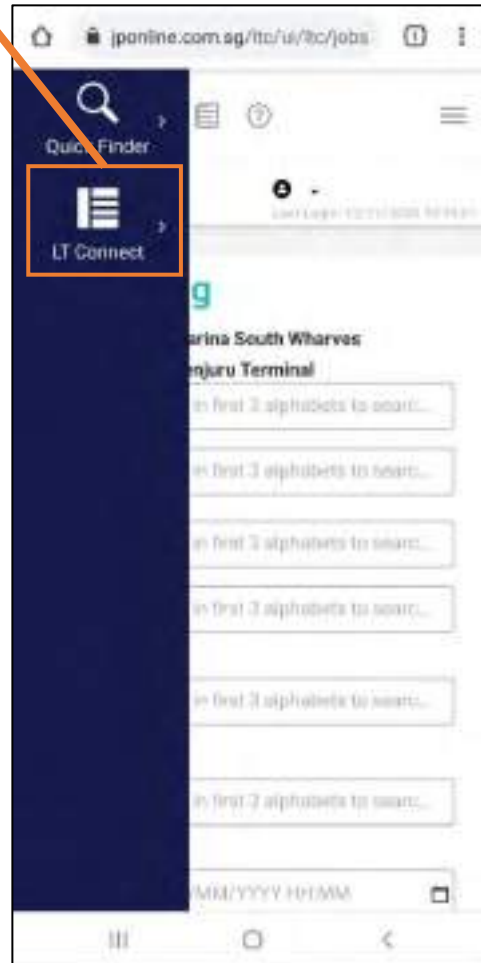 jponline.com.sg/ltc/ui/ltc/jobs
Quick Finder
LT Connect
g
arina South Wharves
enjuru Terminal
in first 3 alphabets to searc...
in first 3 alphabets to searc...
in first 3 alphabets to searc...
in first 3 alphabets to searc...
in first 3 alphabets to searc...
in first 3 alphabets to searc...
/MM/YYYY HH:MM